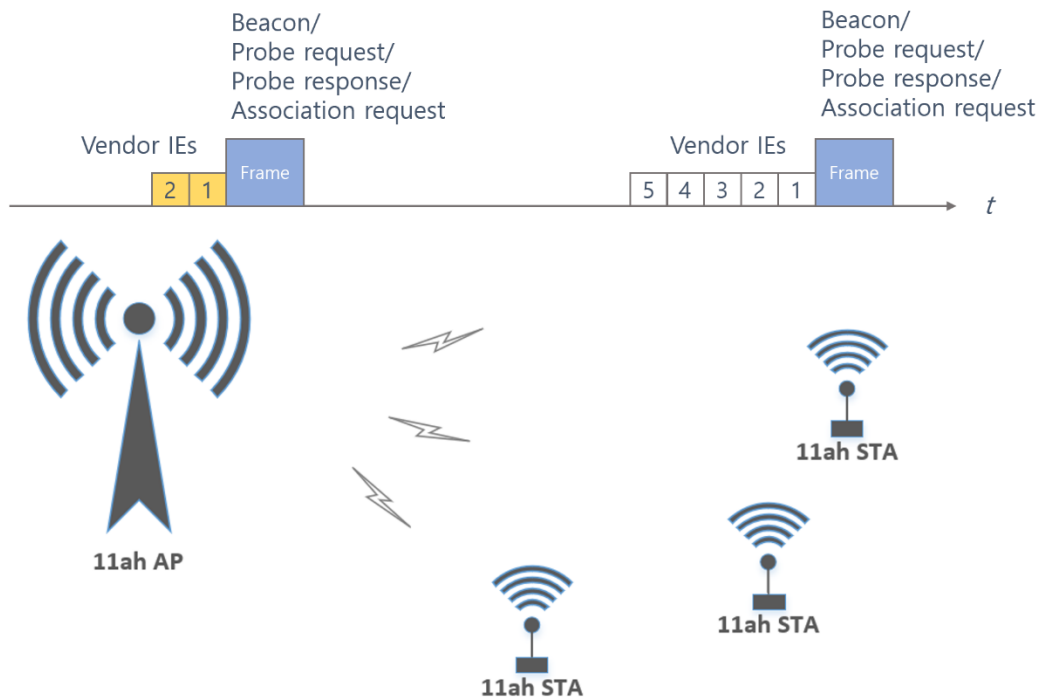 Beacon/
Probe request/
Probe response/
Association request
Vendor IEs
2 1 Frame
Beacon/
Probe request/
Probe response/
Association request
Vendor IEs
5 4 3 2 1 Frame
t
11ah AP
11ah STA
11ah STA
11ah STA